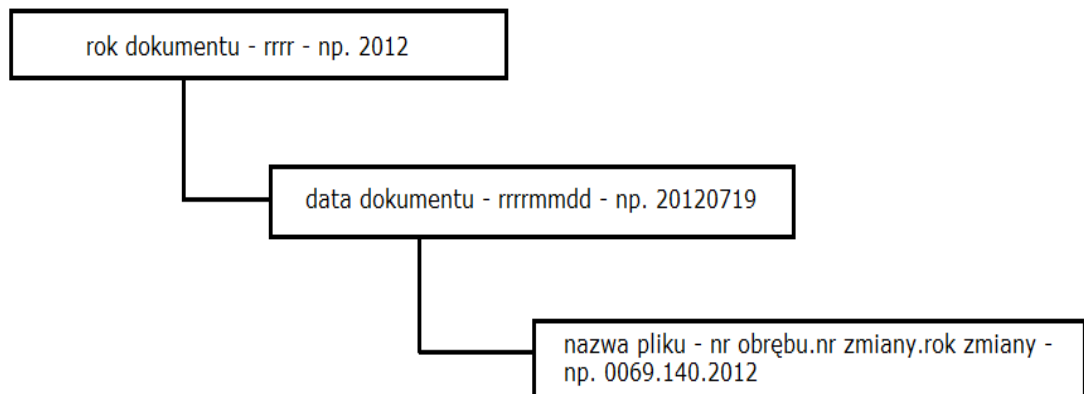 rok dokumentu - rrrr - np. 2012
data dokumentu - rrrrmmdd - np. 20120719
nazwa pliku - nr obrębu.nr zmiany.rok zmiany -
np. 0069.140.2012